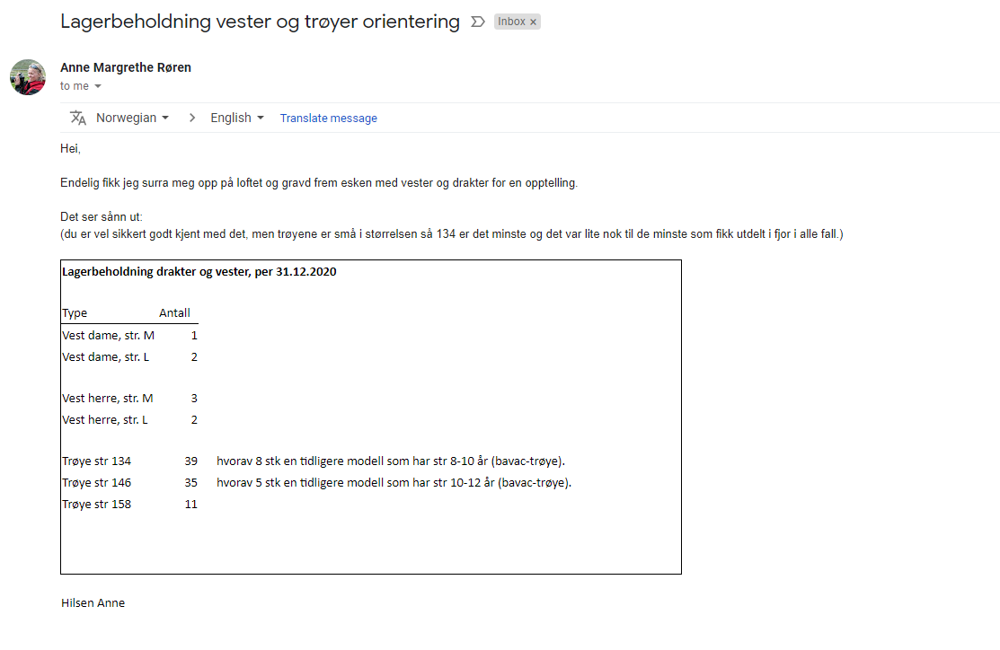 Lagerbeholdning vester og trøyer orientering Inbox ×
Anne Margrethe Røren
to me
Norwegian > English Translate message
Hei,
Endelig fikk jeg surra meg opp på loftet og gravd frem esken med vester og drakter for en opptelling.
Det ser sånn ut:
(du er vel sikkert godt kjent med det, men trøyene er små i størrelsen så 134 er det minste og det var lite nok til de minste som fikk utdelt i fjor i alle fall.)
Lagerbeholdning drakter og vester, per 31.12.2020
Type Antall
Vest dame, str. M 1
Vest dame, str. L 2
Vest herre, str. M 3
Vest herre, str. L 2
Trøye str 134 39 hvorav 8 stk en tidligere modell som har str 8-10 år (bavac-trøye).
Trøye str 146 35 hvorav 5 stk en tidligere modell som har str 10-12 år (bavac-trøye).
Trøye str 158 11
Hilsen Anne